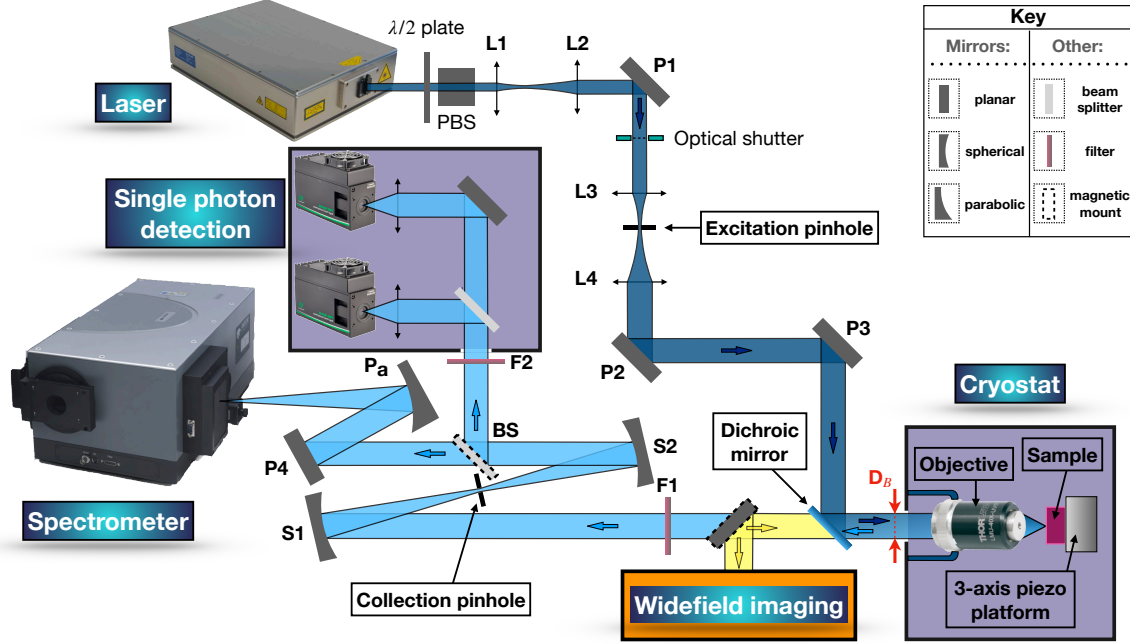 Key
Mirrors:
Other:
planar
beam
splitter
spherical
filter
parabolic
magnetic
mount
λ/2 plate
L1
L2
P1
Laser
PBS
Optical shutter
Single photon
detection
L3
Excitation pinhole
L4
P3
F2
P2
Pa
Cryostat
BS
Dichroic
mirror
S2
P4
Objective
Sample
D_B
F1
Spectrometer
S1
THOR
3-axis piezo
platform
Collection pinhole
Widefield imaging